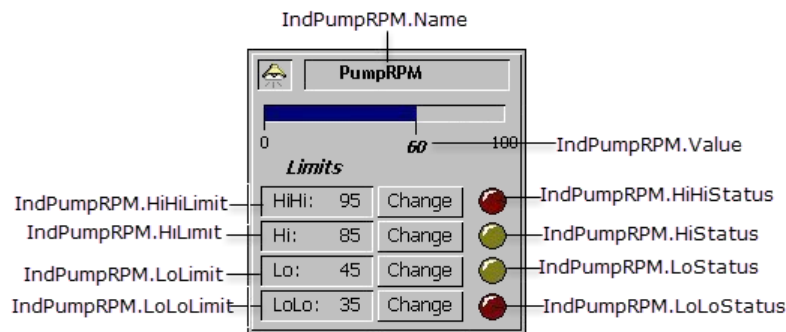 IndPumpRPM.Name
PumpRPM
0 60 100 IndPumpRPM.Value
Limits
IndPumpRPM.HiHiLimit HiHi: 95 Change IndPumpRPM.HiHiStatus
IndPumpRPM.HiLimit Hi: 85 Change IndPumpRPM.HiStatus
IndPumpRPM.LoLimit Lo: 45 Change IndPumpRPM.LoStatus
IndPumpRPM.LoLoLimit LoLo: 35 Change IndPumpRPM.LoLoStatus